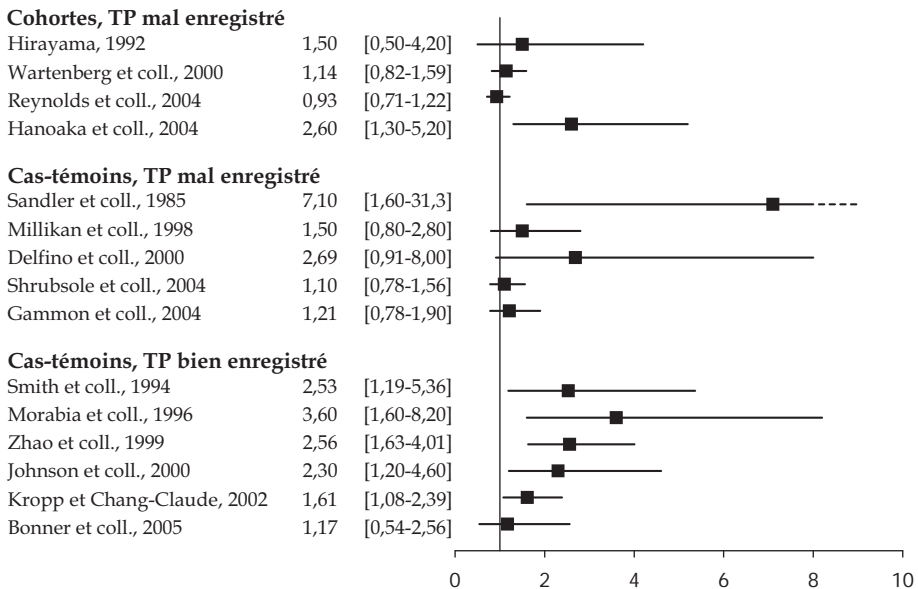 Cohortes, TP mal enregistré
Hirayama, 1992 1,50 [0,50-4,20]
Wartenberg et coll., 2000 1,14 [0,82-1,59]
Reynolds et coll., 2004 0,93 [0,71-1,22]
Hanoaka et coll., 2004 2,60 [1,30-5,20]
Cas-témoins, TP mal enregistré
Sandler et coll., 1985 7,10 [1,60-31,3]
Millikan et coll., 1998 1,50 [0,80-2,80]
Delfino et coll., 2000 2,69 [0,91-8,00]
Shrubsole et coll., 2004 1,10 [0,78-1,56]
Gammon et coll., 2004 1,21 [0,78-1,90]
Cas-témoins, TP bien enregistré
Smith et coll., 1994 2,53 [1,19-5,36]
Morabia et coll., 1996 3,60 [1,60-8,20]
Zhao et coll., 1999 2,56 [1,63-4,01]
Johnson et coll., 2000 2,30 [1,20-4,60]
Kropp et Chang-Claude, 2002 1,61 [1,08-2,39]
Bonner et coll., 2005 1,17 [0,54-2,56]
0 2 4 6 8 10